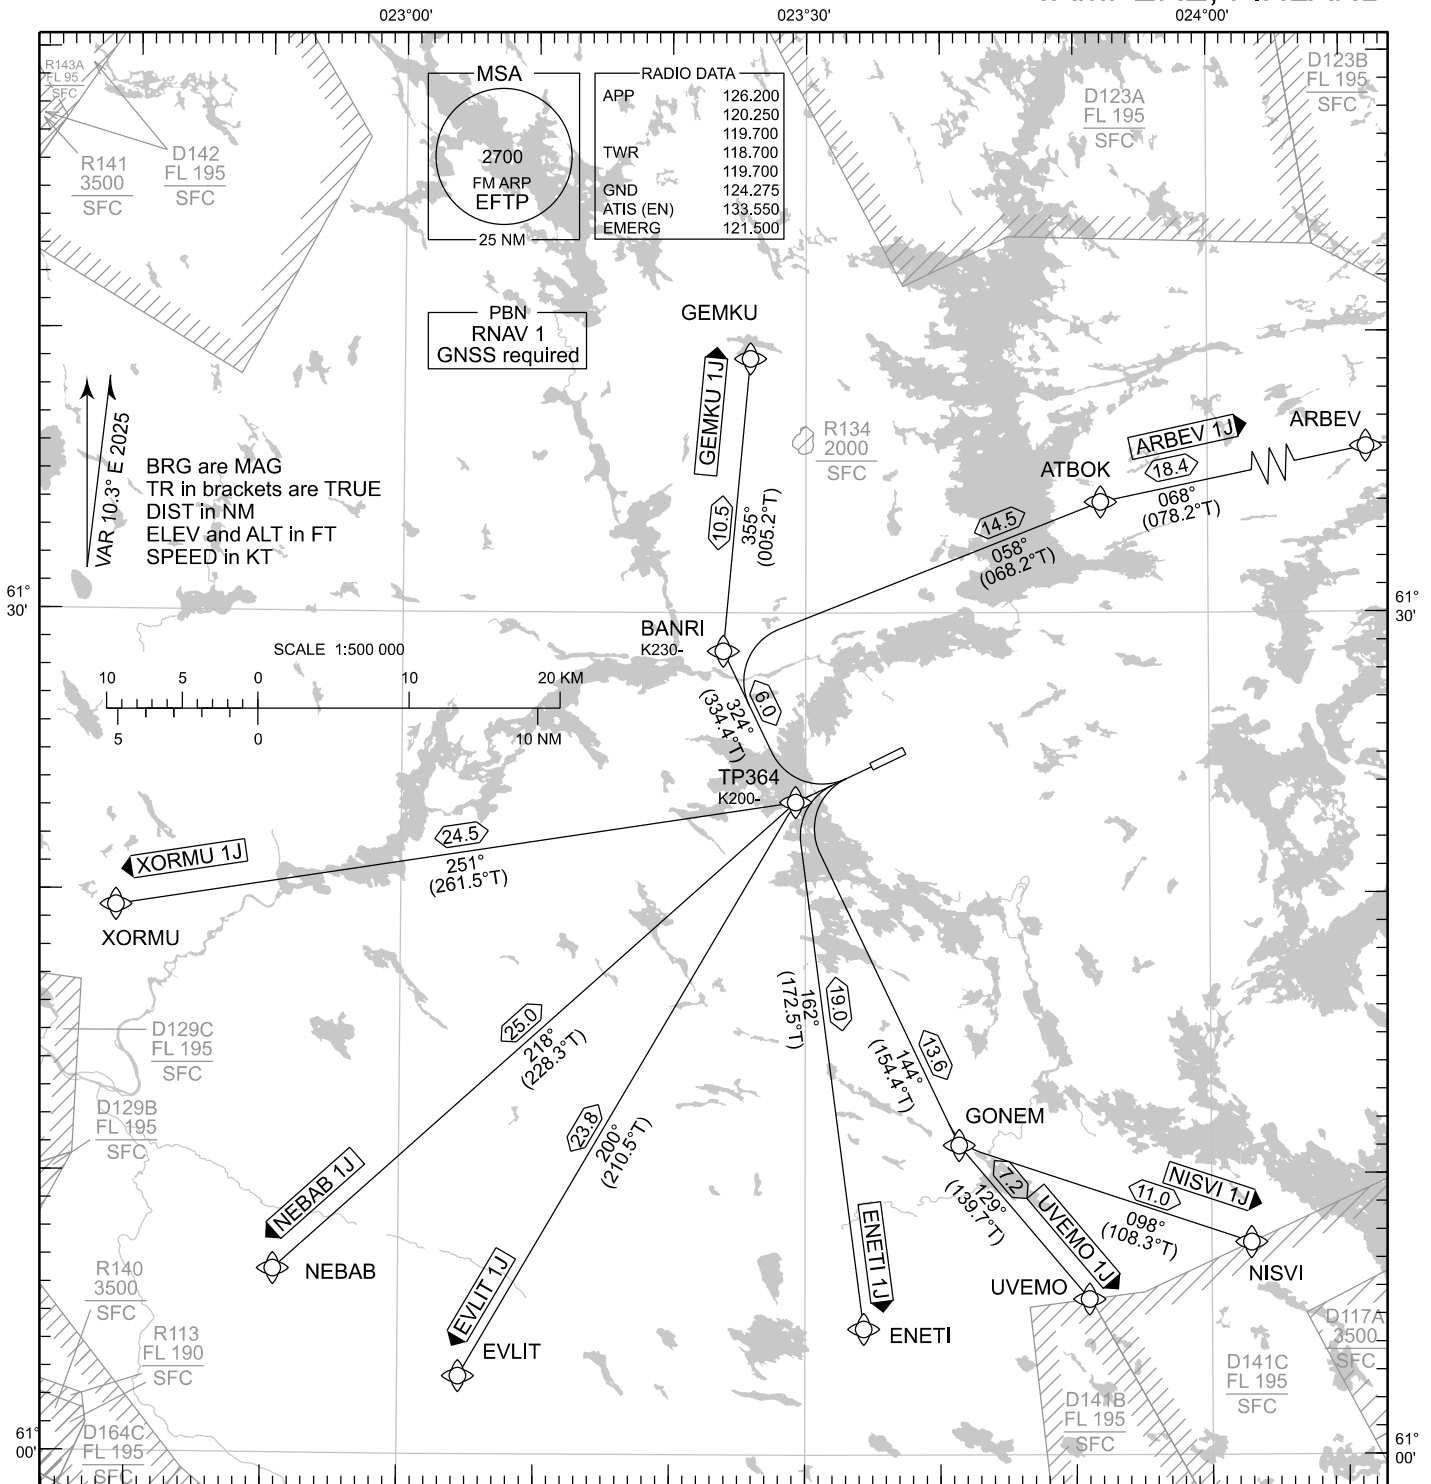 023°00'
023°30'
024°00'
R143A
FL 95
SFC
R141
3500
SFC
D142
FL 195
SFC
MSA
2700
FM ARP
EFTP
25 NM
RADIO DATA
APP 126.200
120.250
119.700
TWR 118.700
119.700
GND 124.275
ATIS (EN) 133.550
EMERG 121.500
D123A
FL 195
SFC
D123B
FL 195
SFC
PBN
RNAV 1
GNSS required
GEMKU
GEMKU 1J
10.5
355°
(005.2°T)
R134
2000
SFC
ARBEV 1J
ARBEV
18.4
068°
(078.2°T)
ATBOK
14.5
058°
(068.2°T)
VAR 10.3° E 2025
BRG are MAG
TR in brackets are TRUE
DIST in NM
ELEV and ALT in FT
SPEED in KT
61°
30'
61°
30'
BANRI
K230-
SCALE 1:500 000
10 5 0 10 20 KM
5 0 10 NM
6.0
324°
(334.4°T)
TP364
K200-
XORMU 1J
24.5
251°
(261.5°T)
XORMU
25.0
218°
(228.3°T)
19.0
162°
(172.5°T)
13.6
144°
(154.4°T)
D129C
FL 195
SFC
D129B
FL 195
SFC
23.8
200°
(210.5°T)
GONEM
NEBAB 1J
NEBAB
7.2
129°
(139.7°T)
UVEMO 1J
NISVI 1J
11.0
098°
(108.3°T)
NISVI
UVEMO
ENETI 1J
ENETI
EVLIT 1J
EVLIT
R140
3500
SFC
R113
FL 190
SFC
D164C
FL 195
SFC
D117A
3500
SFC
D141C
FL 195
SFC
D141B
FL 195
SFC
61°
00'
61°
00'